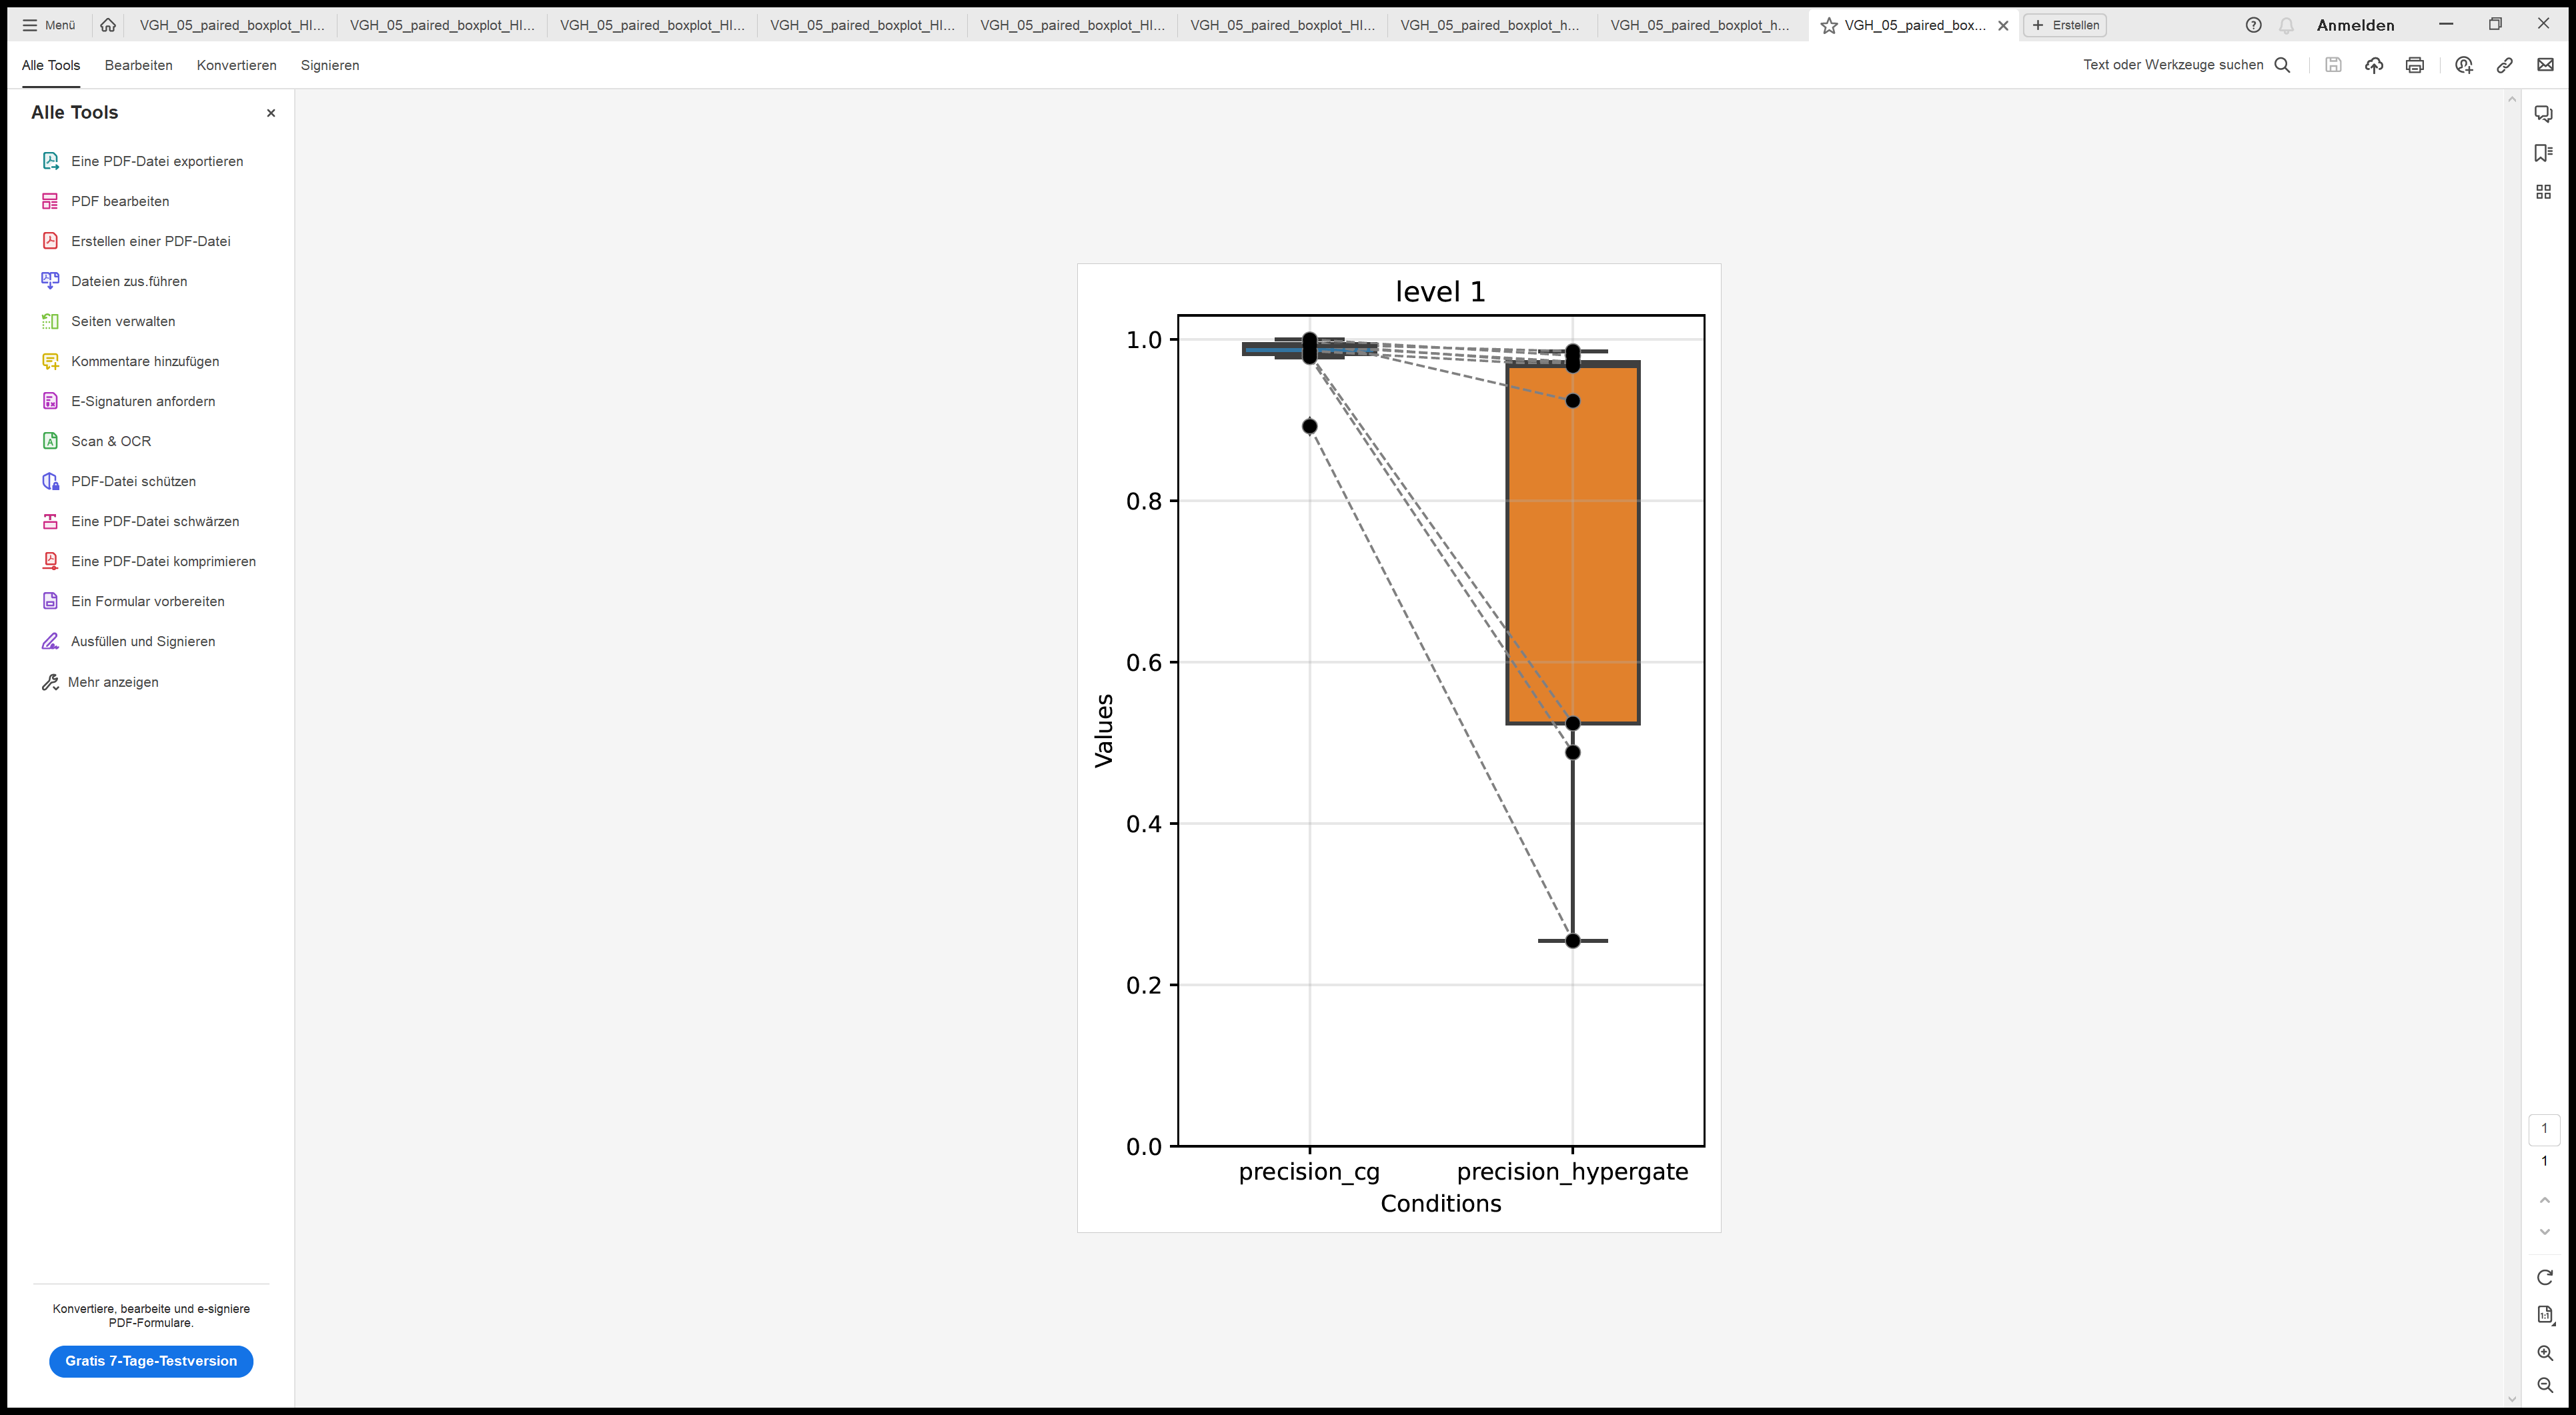 Menü
VGH_05_paired_boxplot_HI...
VGH_05_paired_boxplot_HI...
VGH_05_paired_boxplot_HI...
VGH_05_paired_boxplot_HI...
VGH_05_paired_boxplot_HI...
VGH_05_paired_boxplot_HI...
VGH_05_paired_boxplot_h...
VGH_05_paired_boxplot_h...
VGH_05_paired_box...
Erstellen
Anmelden
Alle Tools
Bearbeiten
Konvertieren
Signieren
Text oder Werkzeuge suchen
Alle Tools
Eine PDF-Datei exportieren
PDF bearbeiten
Erstellen einer PDF-Datei
Dateien zus.führen
Seiten verwalten
Kommentare hinzufügen
E-Signaturen anfordern
Scan & OCR
PDF-Datei schützen
Eine PDF-Datei schwärzen
Eine PDF-Datei komprimieren
Ein Formular vorbereiten
Ausfüllen und Signieren
Mehr anzeigen
Konvertiere, bearbeite und e-signiere
PDF-Formulare.
Gratis 7-Tage-Testversion
level 1
1.0
0.8
0.6
0.4
0.2
0.0
Values
precision_cg
precision_hypergate
Conditions
1
1